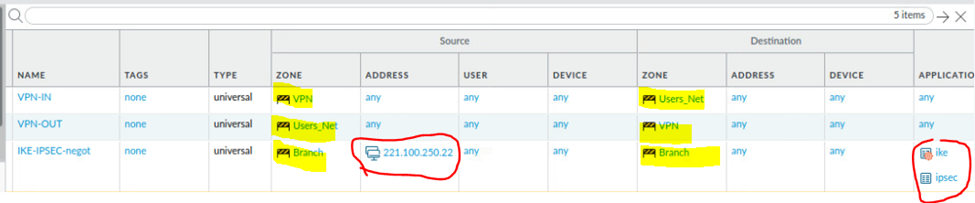 5 items
Source Destination
NAME TAGS TYPE ZONE ADDRESS USER DEVICE ZONE ADDRESS DEVICE APPLICATIO
VPN-IN none universal VPN any any any Users_Net any any any
VPN-OUT none universal Users_Net any any any VPN any any any
IKE-IPSEC-negot none universal Branch 221.100.250.22 any any Branch any any ike
ipsec